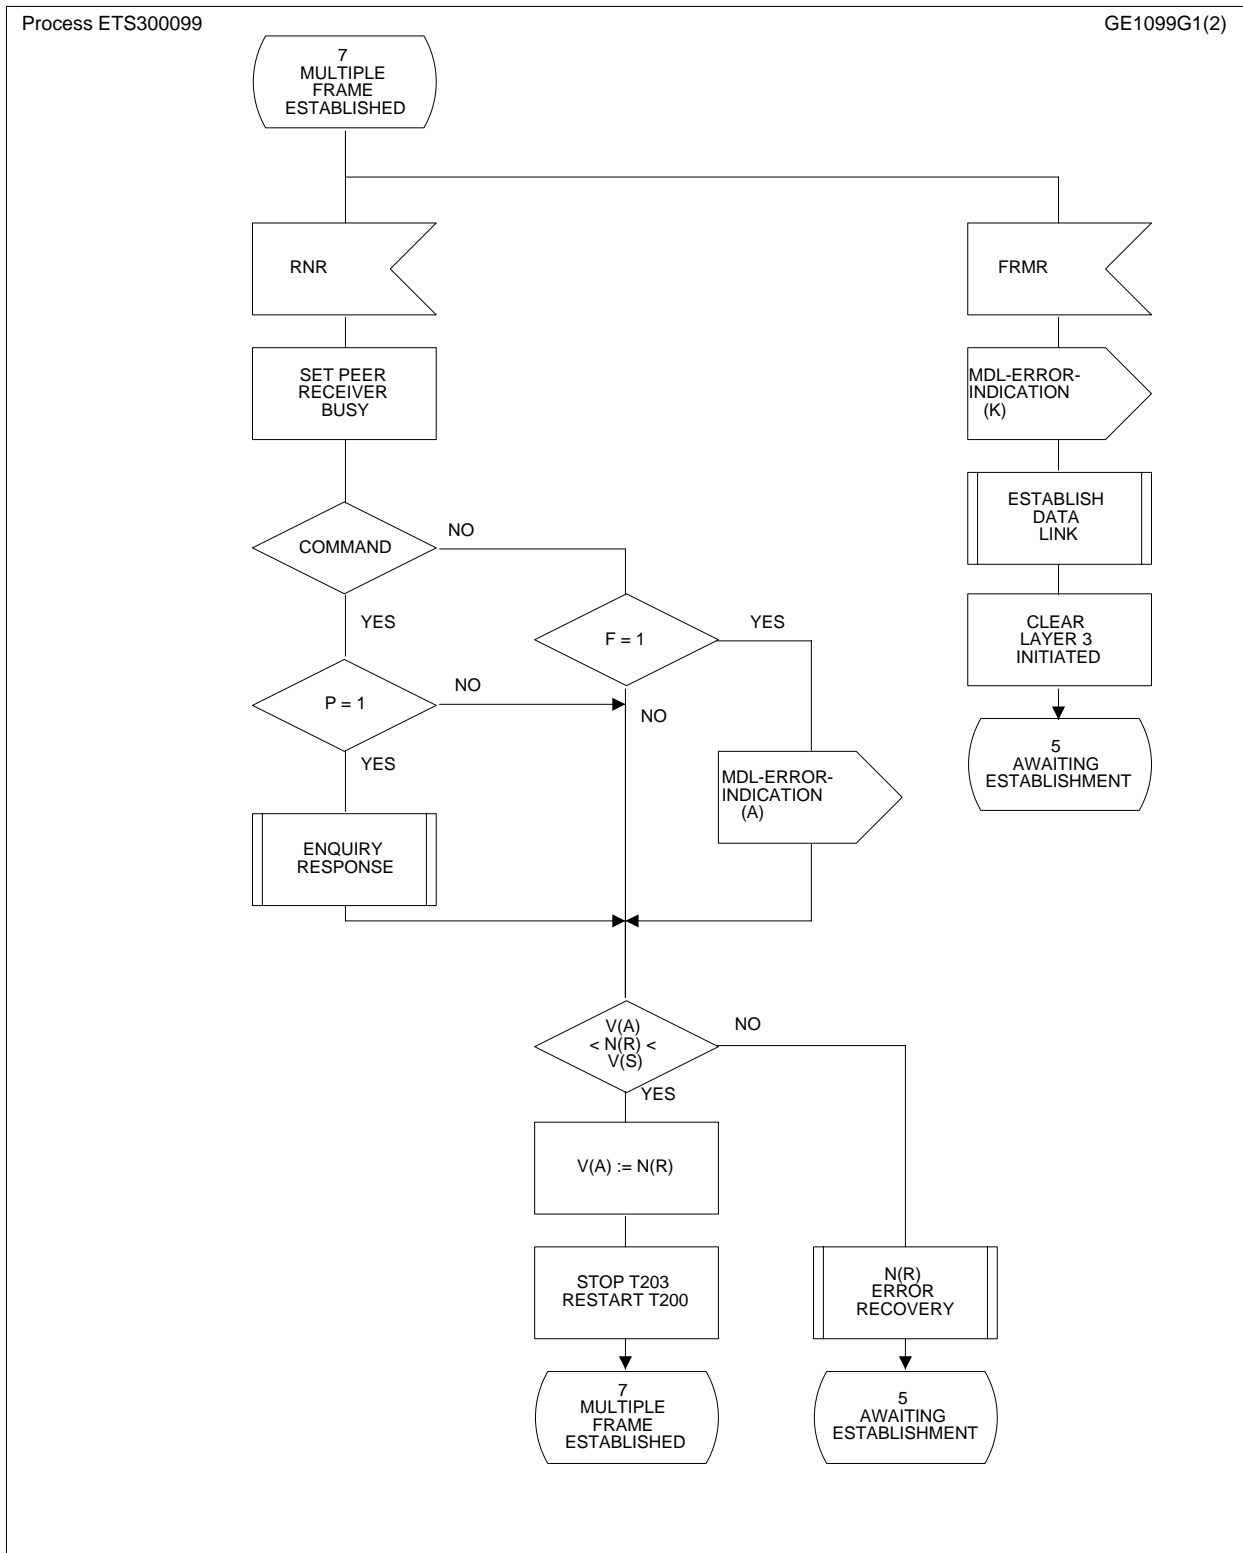 Process ETS300099
GE1099G1(2)
7
MULTIPLE
FRAME
ESTABLISHED
RNR
FRMR
SET PEER
RECEIVER
BUSY
MDL-ERROR-
INDICATION
(K)
COMMAND
NO
YES
ESTABLISH
DATA
LINK
F = 1
YES
NO
CLEAR
LAYER 3
INITIATED
P = 1
NO
YES
5
AWAITING
ESTABLISHMENT
MDL-ERROR-
INDICATION
(A)
ENQUIRY
RESPONSE
V(A)
< N(R) <
V(S)
NO
YES
V(A) := N(R)
STOP T203
RESTART T200
N(R)
ERROR
RECOVERY
7
MULTIPLE
FRAME
ESTABLISHED
5
AWAITING
ESTABLISHMENT